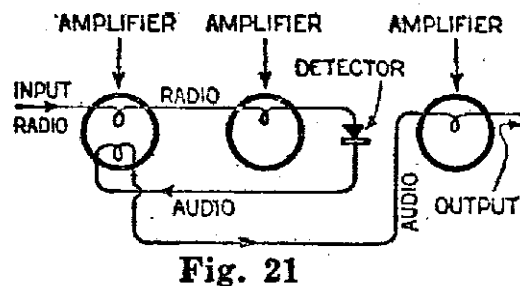 AMPLIFIER AMPLIFIER AMPLIFIER
DETECTOR
INPUT
RADIO
RADIO
AUDIO
AUDIO
OUTPUT
Fig. 21